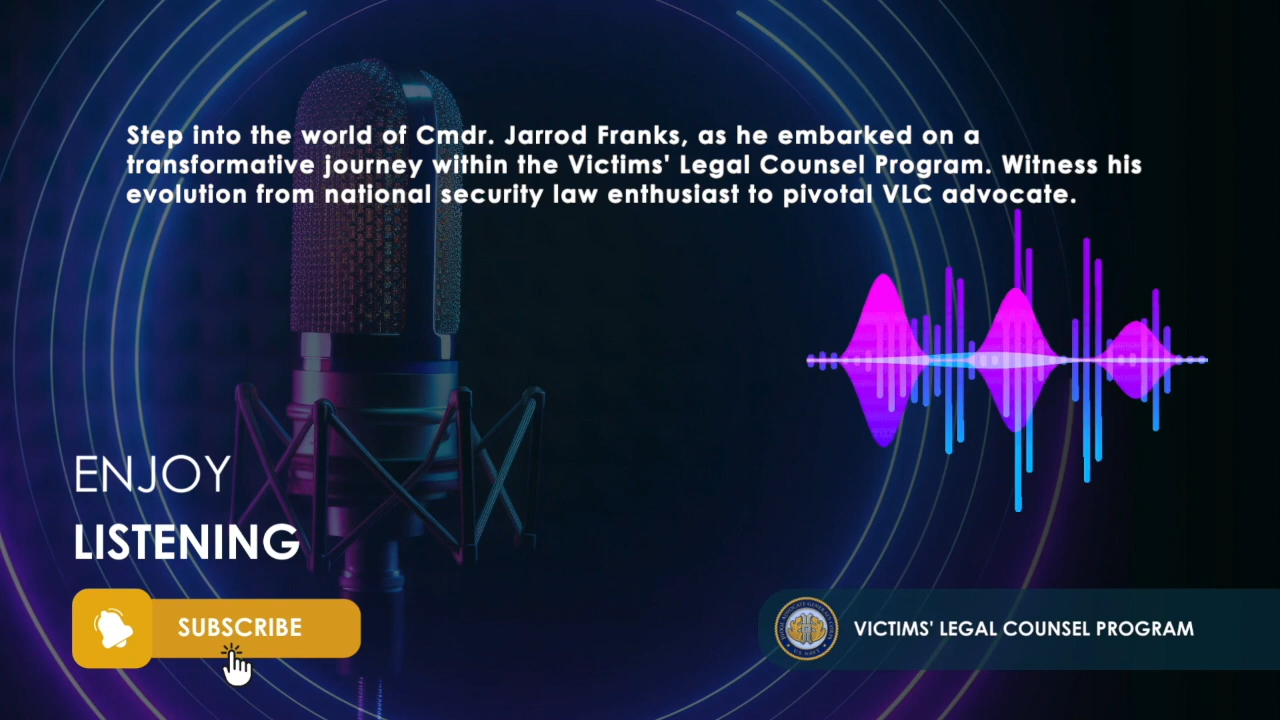 Step into the world of Cmdr. Jarrod Franks, as he embarked on a
transformative journey within the Victims' Legal Counsel Program. Witness his
evolution from national security law enthusiast to pivotal VLC advocate.
ENJOY
LISTENING
SUBSCRIBE
VICTIMS' LEGAL COUNSEL PROGRAM